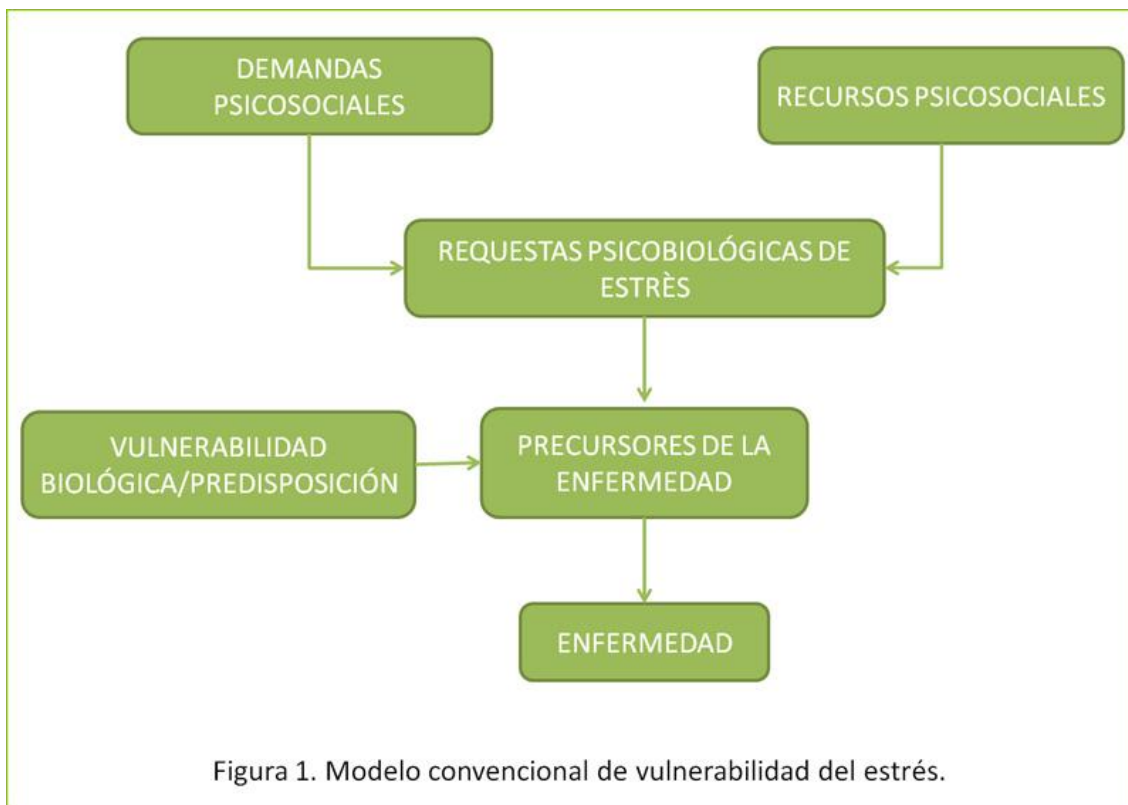 DEMANDAS
PSICOSOCIALES
RECURSOS PSICOSOCIALES
REQUESTAS PSICOBIOLÓGICAS DE
ESTRÈS
VULNERABILIDAD
BIOLÓGICA/PREDISPOSICIÓN
PRECURSORES DE LA
ENFERMEDAD
ENFERMEDAD
Figura 1. Modelo convencional de vulnerabilidad del estrés.